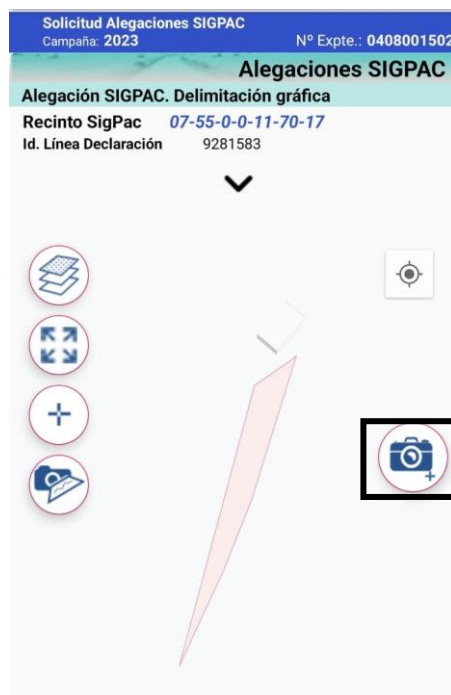 Solicitud Alegaciones SIGPAC
Campaña: 2023 Nº Expte.: 0408001502
Alegaciones SIGPAC
Alegación SIGPAC. Delimitación gráfica
Recinto SigPac 07-55-0-0-11-70-17
Id. Línea Declaración 9281583